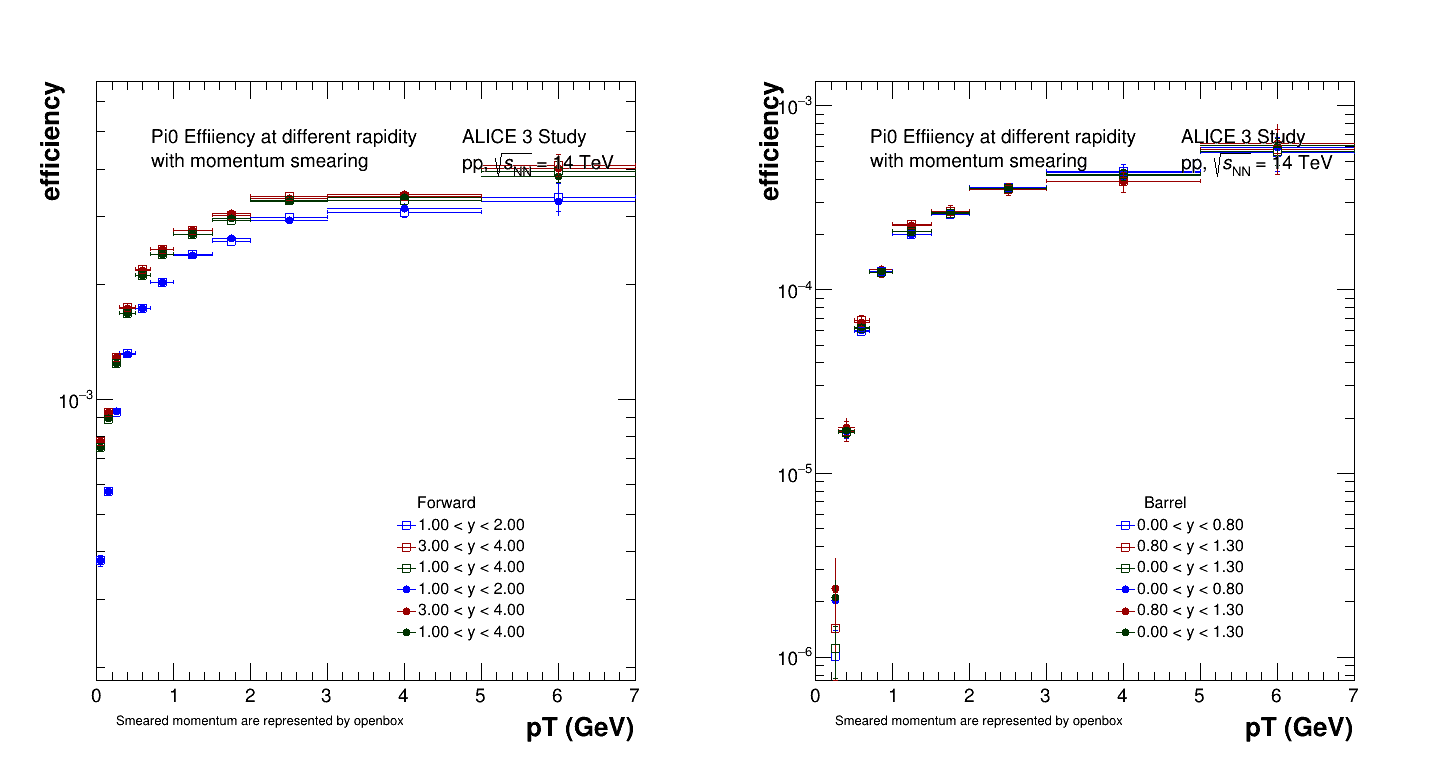 efficiency
Pi0 Effiiency at different rapidity
with momentum smearing
ALICE 3 Study
pp, √sNN = 14 TeV
10−3
Forward
1.00 < y < 2.00
3.00 < y < 4.00
1.00 < y < 4.00
1.00 < y < 2.00
3.00 < y < 4.00
1.00 < y < 4.00
0 1 2 3 4 5 6 7
Smeared momentum are represented by openbox
pT (GeV)
efficiency
Pi0 Effiiency at different rapidity
with momentum smearing
ALICE 3 Study
pp, √sNN = 14 TeV
10−3
10−4
10−5
10−6
Barrel
0.00 < y < 0.80
0.80 < y < 1.30
0.00 < y < 1.30
0.00 < y < 0.80
0.80 < y < 1.30
0.00 < y < 1.30
0 1 2 3 4 5 6 7
Smeared momentum are represented by openbox
pT (GeV)